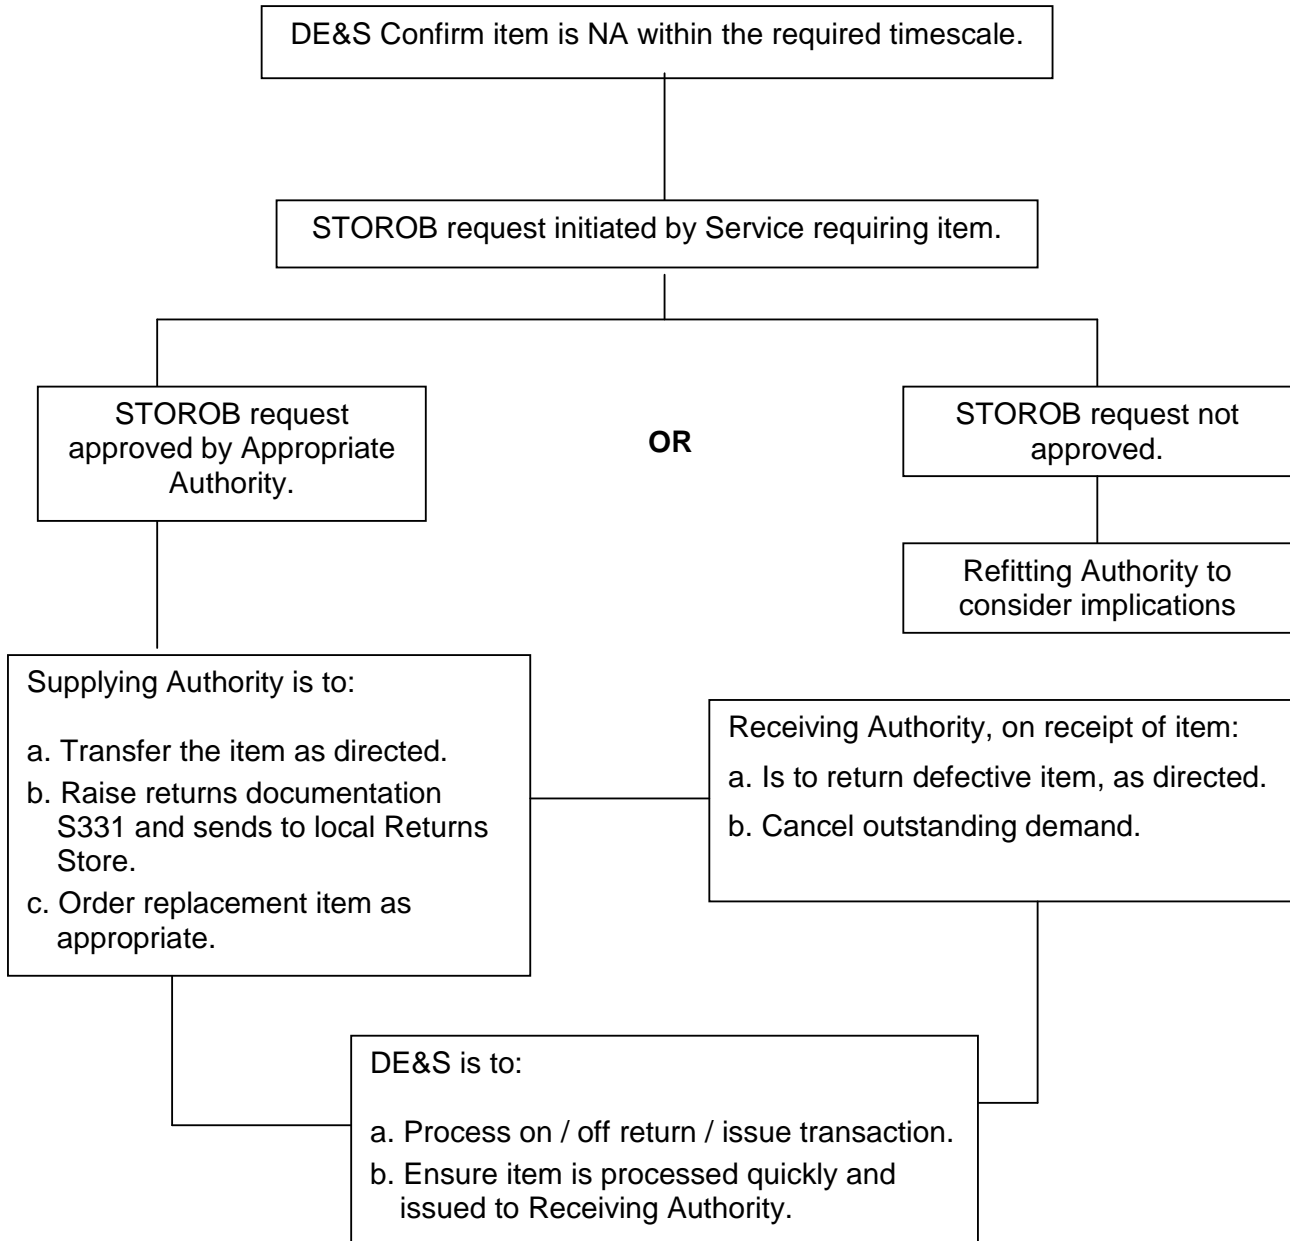 DE&S Confirm item is NA within the required timescale.
STOROB request initiated by Service requiring item.
STOROB request
approved by Appropriate
Authority.
OR
STOROB request not
approved.
Refitting Authority to
consider implications
Supplying Authority is to:
a. Transfer the item as directed.
b. Raise returns documentation
S331 and sends to local Returns
Store.
c. Order replacement item as
appropriate.
Receiving Authority, on receipt of item:
a. Is to return defective item, as directed.
b. Cancel outstanding demand.
DE&S is to:
a. Process on / off return / issue transaction.
b. Ensure item is processed quickly and
issued to Receiving Authority.